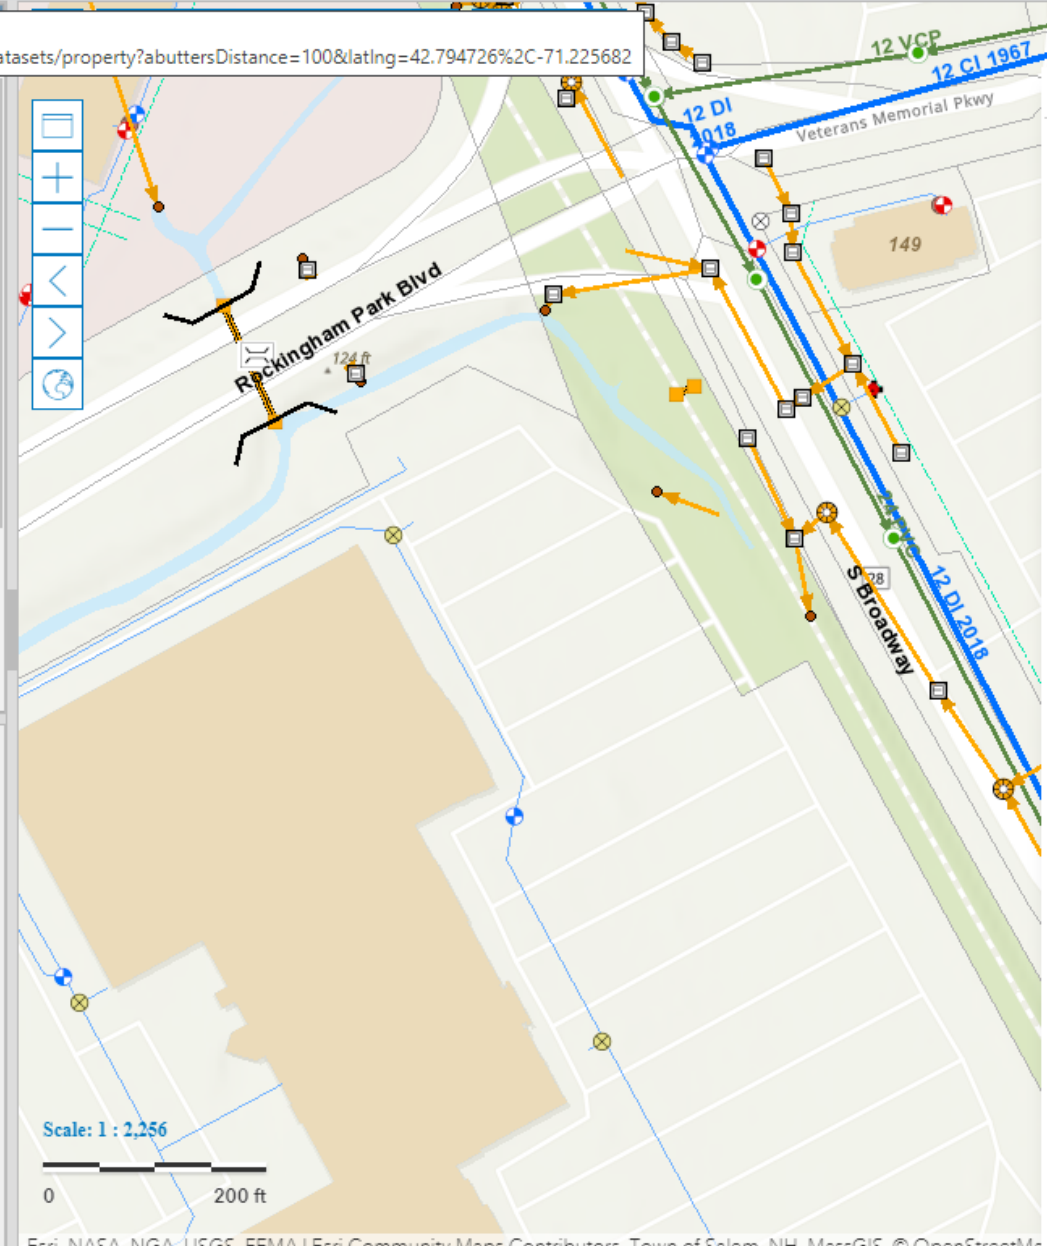 atasets/property?abuttersDistance=100&latlng=42.794726%2C-71.225682
12 VCP
12 CI 1967
12 DI
2018
Veterans Memorial Pkwy
149
Rockingham Park Blvd
124 ft
28
S Broadway
12 DI 2018
Scale: 1 : 2,256
0 200 ft
Esri, NASA, NGA, USGS, FEMA | Esri Community Maps Contributors, Town of Salem, NH, MassGIS, © OpenStreetMa